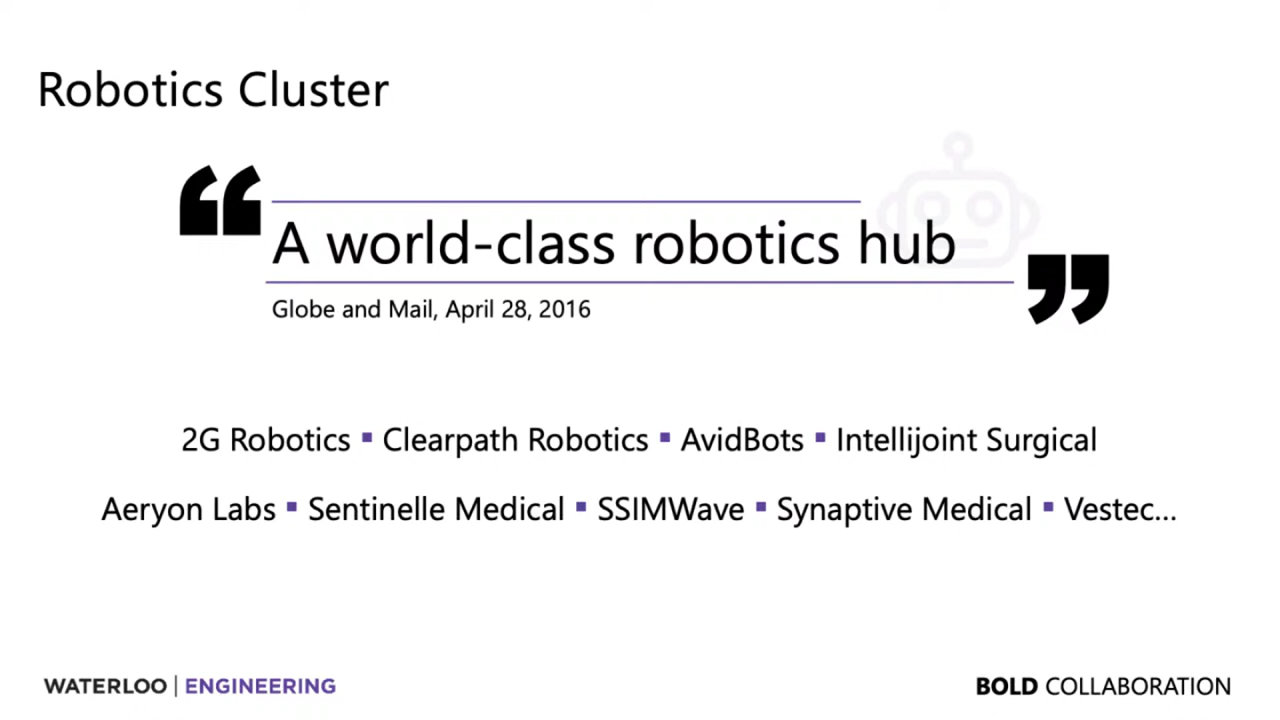 Robotics Cluster
“
A world-class robotics hub
”
Globe and Mail, April 28, 2016
2G Robotics ▪ Clearpath Robotics ▪ AvidBots ▪ Intellijoint Surgical
Aeryon Labs ▪ Sentinelle Medical ▪ SSIMWave ▪ Synaptive Medical ▪ Vestec...
WATERLOO | ENGINEERING
BOLD COLLABORATION